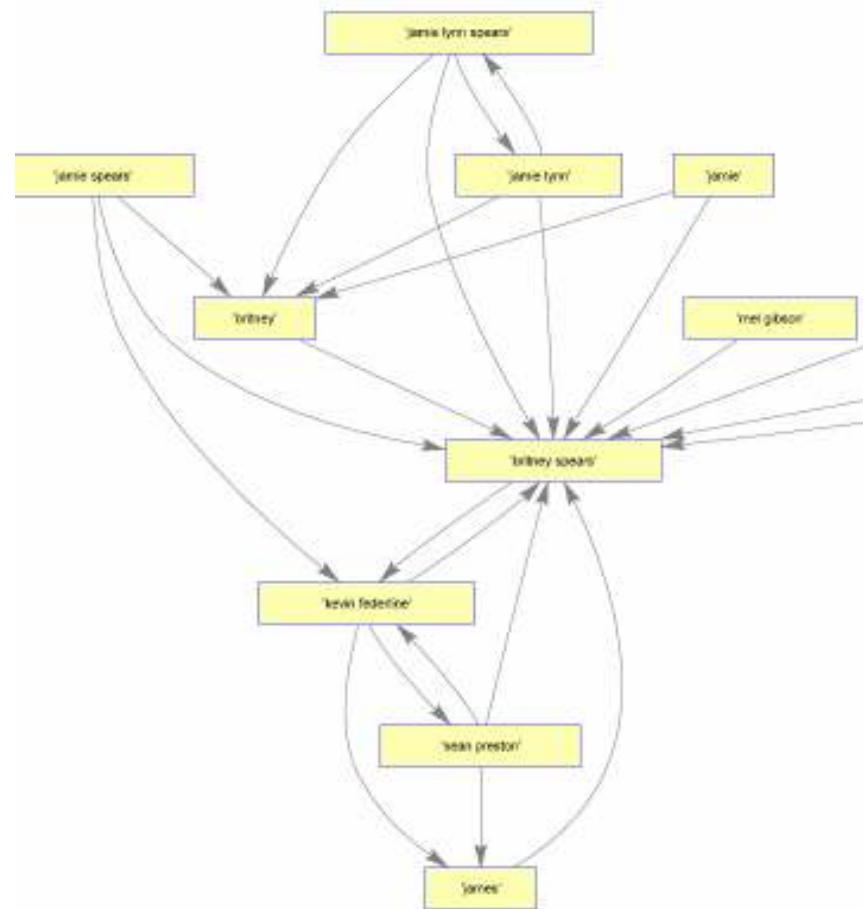 'jamie lynn spears'
'jamie spears'
'jamie lynn'
'jamie'
'britney'
'mel gibson'
'britney spears'
'kevin federline'
'sean preston'
'james'